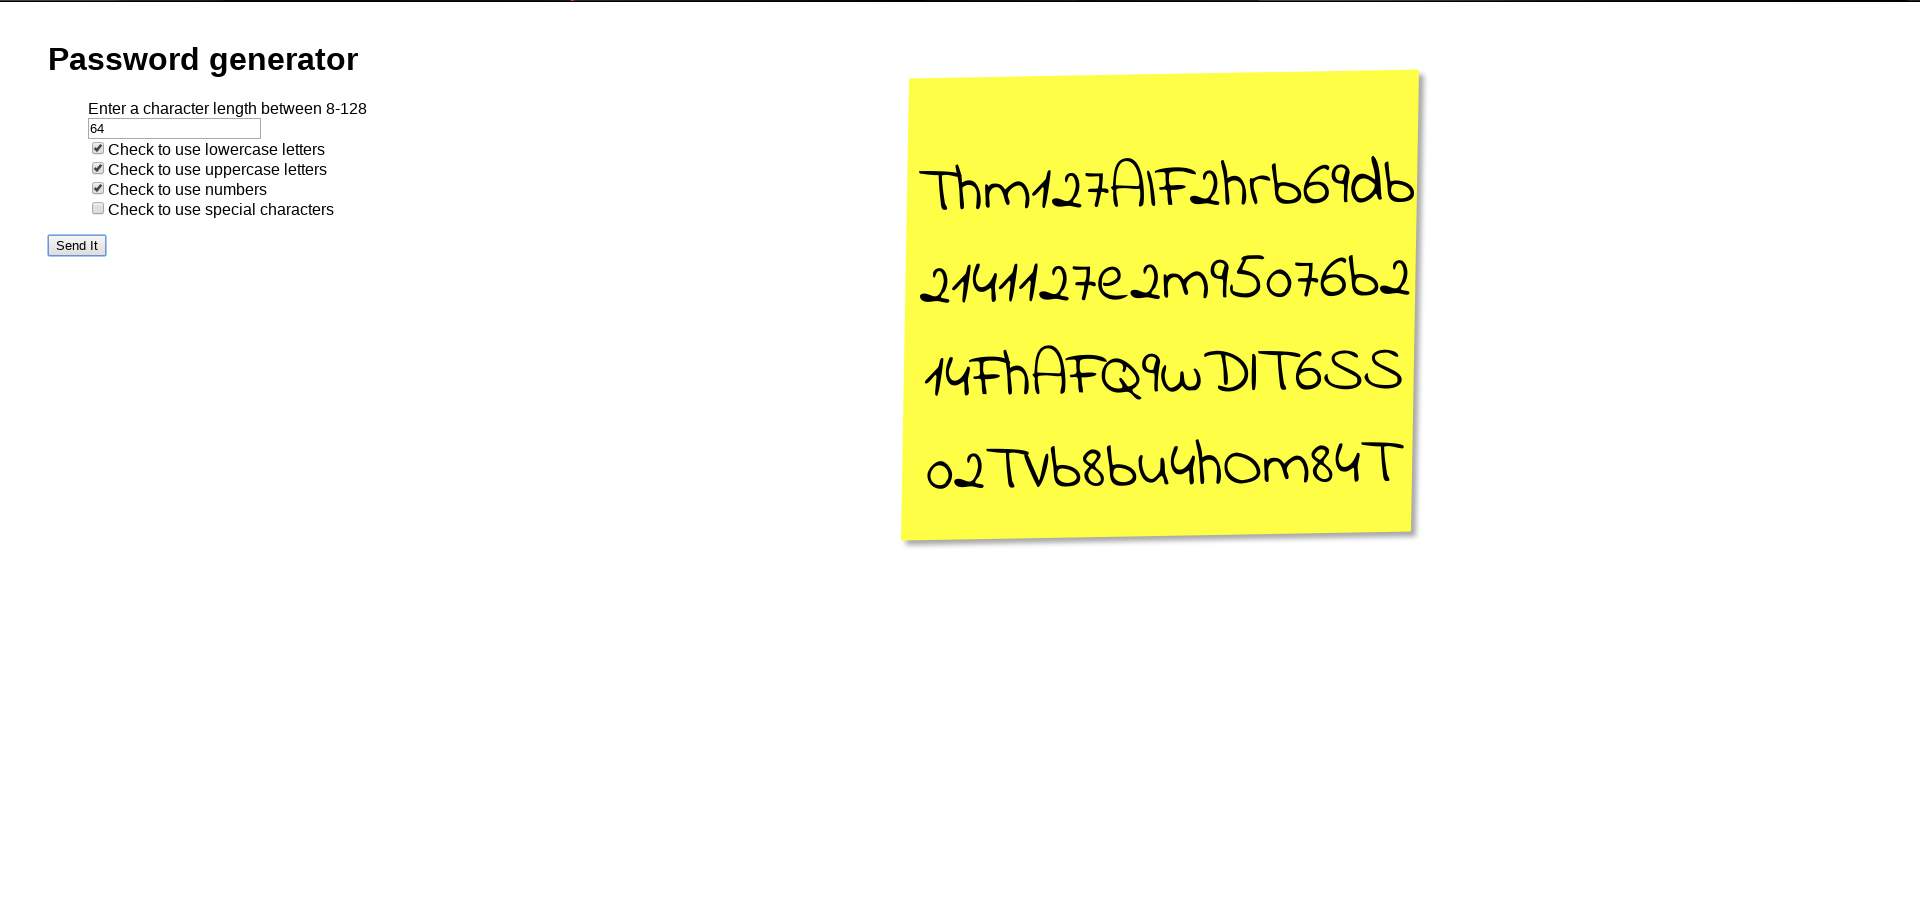 Password generator
Enter a character length between 8-128
64
Check to use lowercase letters
Check to use uppercase letters
Check to use numbers
Check to use special characters
Send It
Thm127AlF2hrb69db
2141127e2m95o76b2
14FhAFQ9wDIT6SS
o2TVb8bu4hOm84T